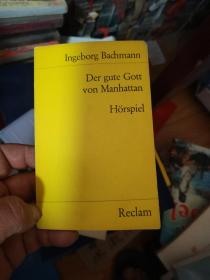 Ingeborg Bachmann
Der gute Gott
von Manhattan
Hörspiel
Reclam